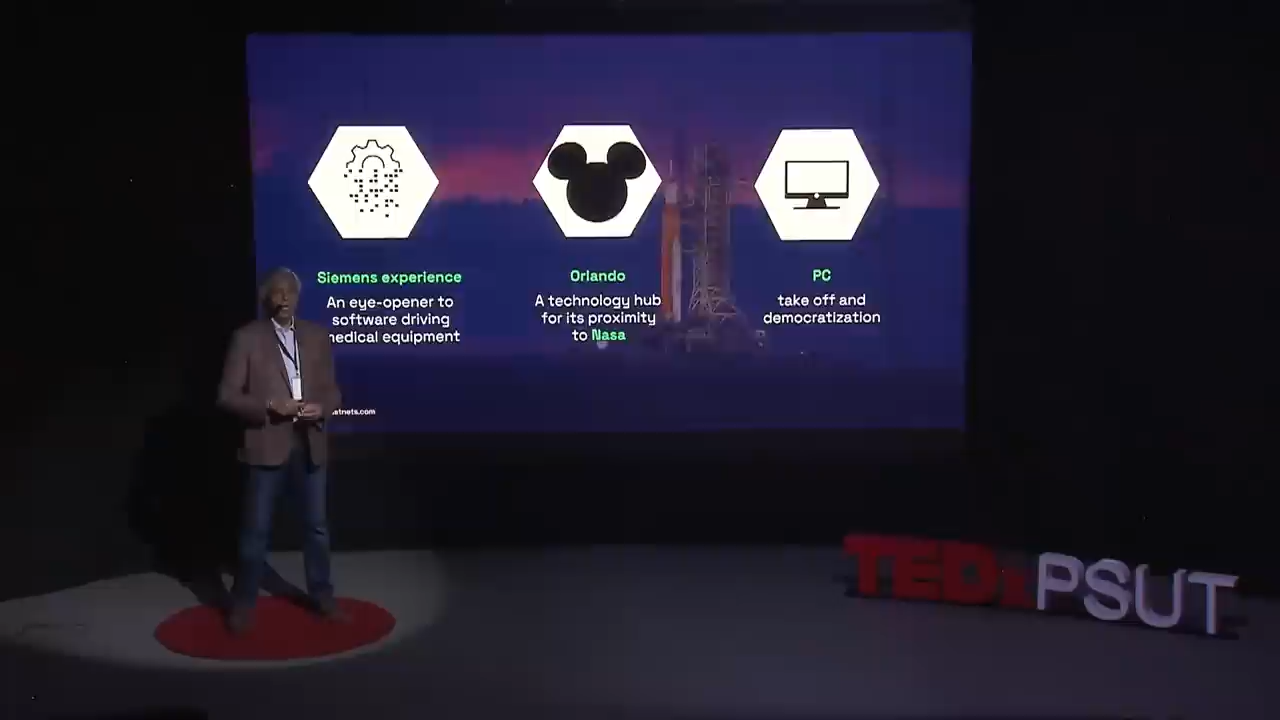 Siemens experience
An eye-opener to
software driving
medical equipment
Orlando
A technology hub
for its proximity
to Nasa
PC
take off and
democratization
TEDxPSUT